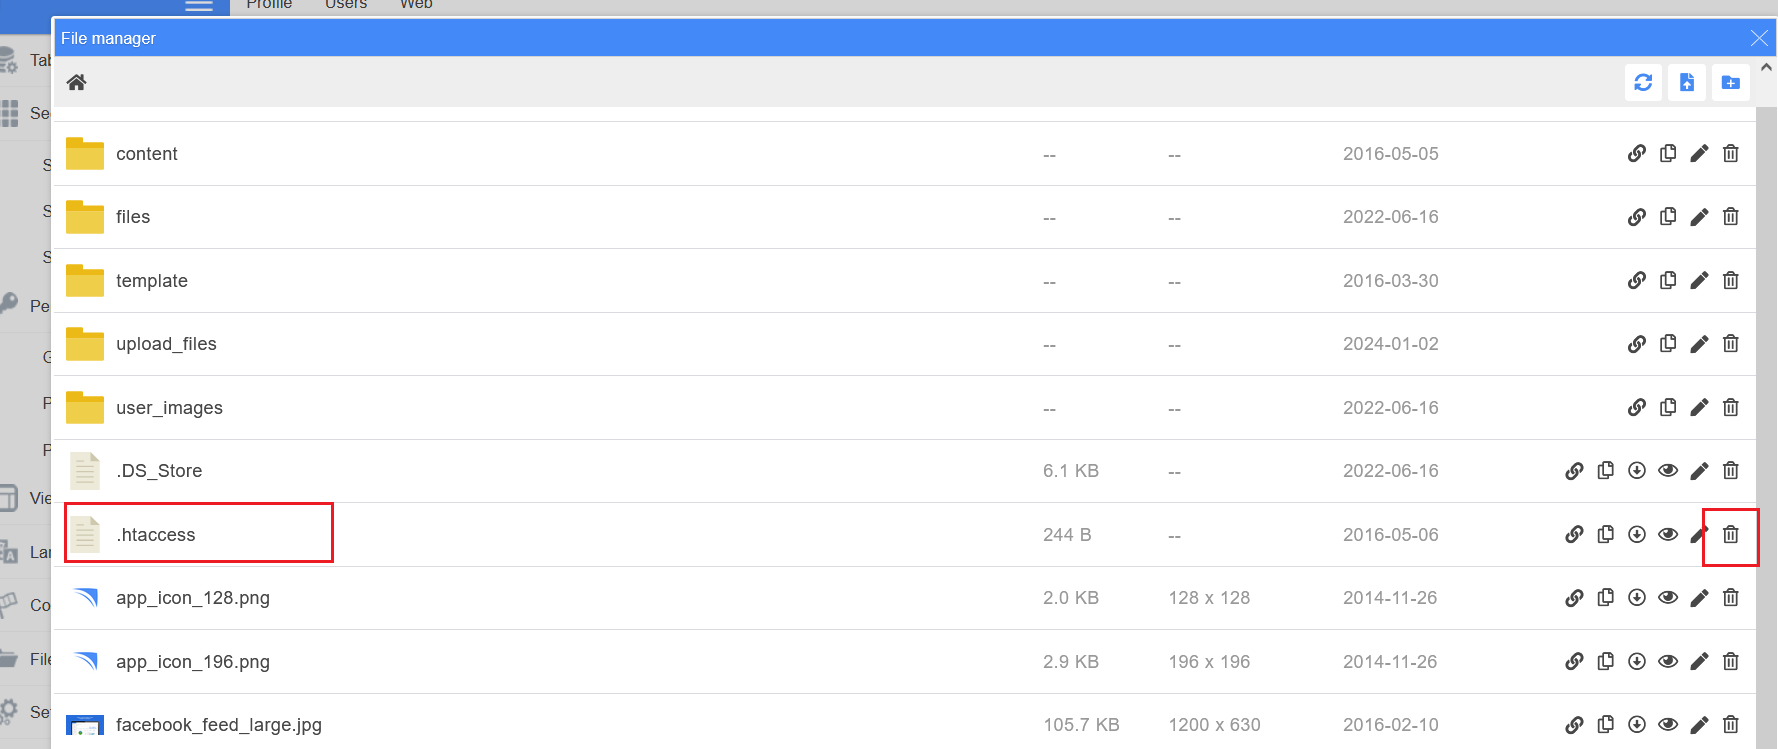 Profile Users Web
File manager
Tab
Se
content -- -- 2016-05-05
S
files -- -- 2022-06-16
S
S
template -- -- 2016-03-30
Pe
upload_files -- -- 2024-01-02
G
user_images -- -- 2022-06-16
P
P
.DS_Store 6.1 KB -- 2022-06-16
Vie
.htaccess 244 B -- 2016-05-06
Lan
app_icon_128.png 2.0 KB 128 x 128 2014-11-26
Co
app_icon_196.png 2.9 KB 196 x 196 2014-11-26
File
Set
facebook_feed_large.jpg 105.7 KB 1200 x 630 2016-02-10